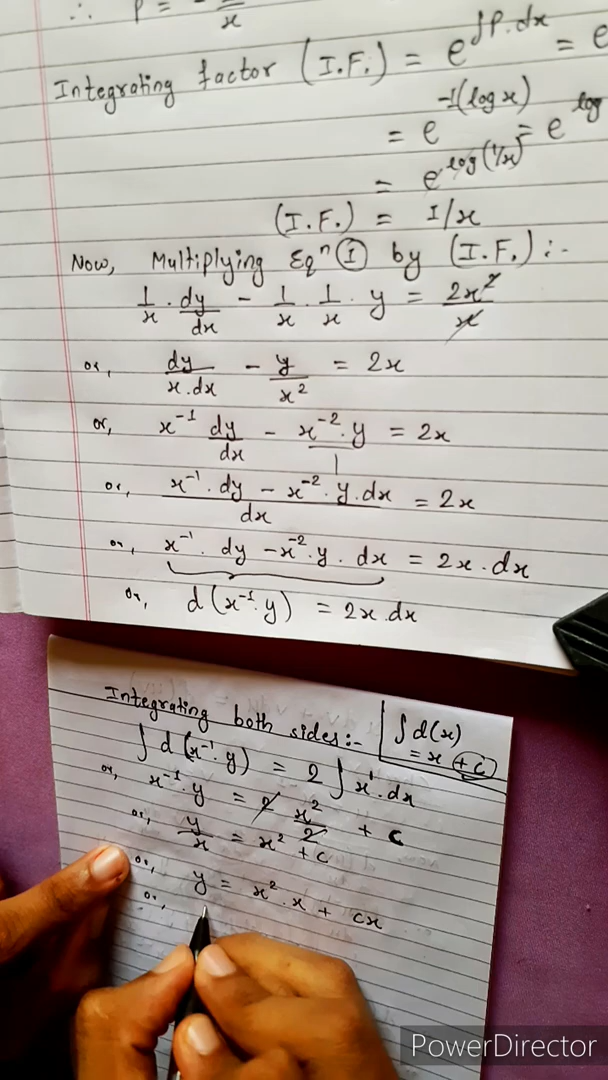 ∴ P = -
x
Integrating factor (I.F.) = e^∫P.dx = e
= e^-1(log x) = e^log
= e^log(1/x)
(I.F.) = 1/x
Now, Multiplying Eqⁿ ① by (I.F.) :-
1/x · dy/dx - 1/x · 1/x · y = 2x²/x
or, dy/x.dx - y/x² = 2x
or, x⁻¹ dy/dx - x⁻² · y = 2x
or, x⁻¹ · dy - x⁻² · y · dx / dx = 2x
or, x⁻¹ · dy - x⁻² · y · dx = 2x · dx
or, d(x⁻¹ · y) = 2x.dx
Integrating both sides :-
∫d(x)
= x + c
∫d(x⁻¹ · y) = 2∫x¹ · dx
or, x⁻¹ · y = 2 x²/2 + c
or, y/x = x² + c
or, y = x² · x + cx
or,
PowerDirector